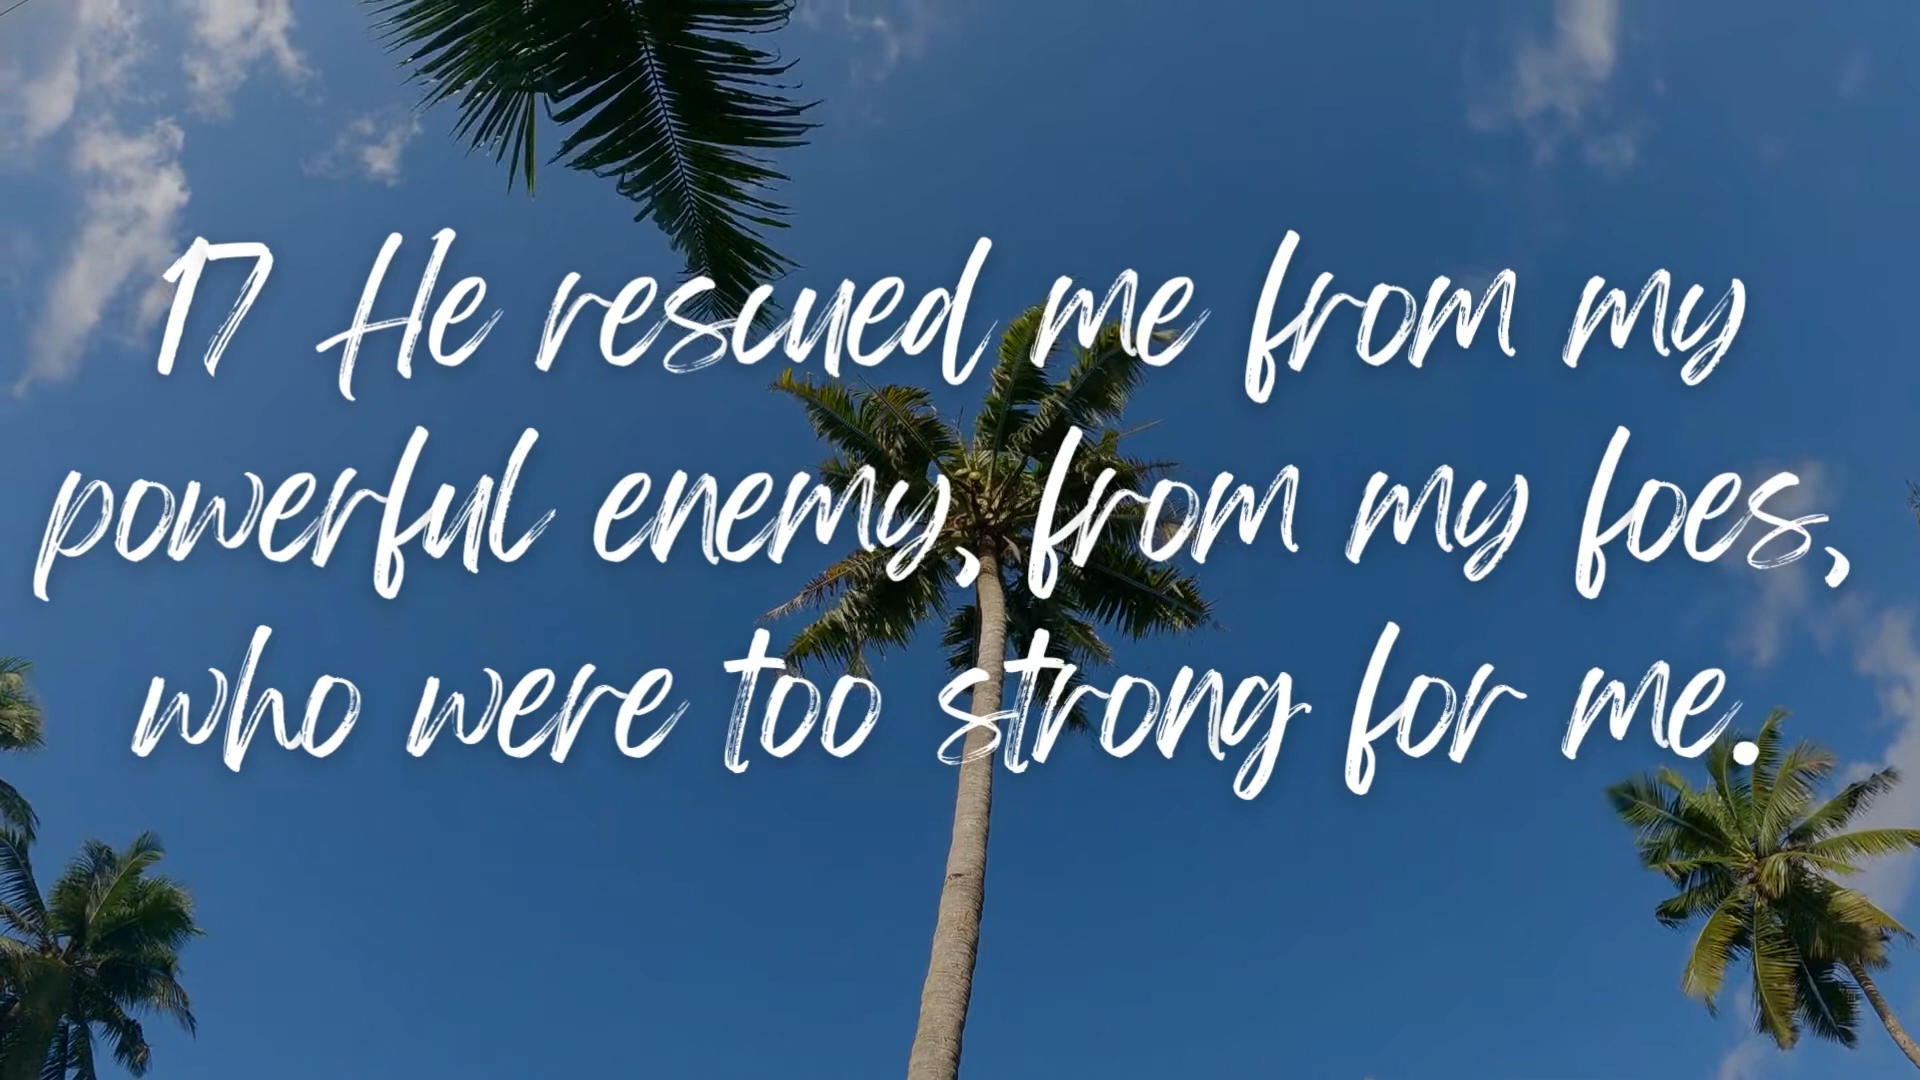 17 He rescued me from my
powerful enemy, from my foes,
who were too strong for me.